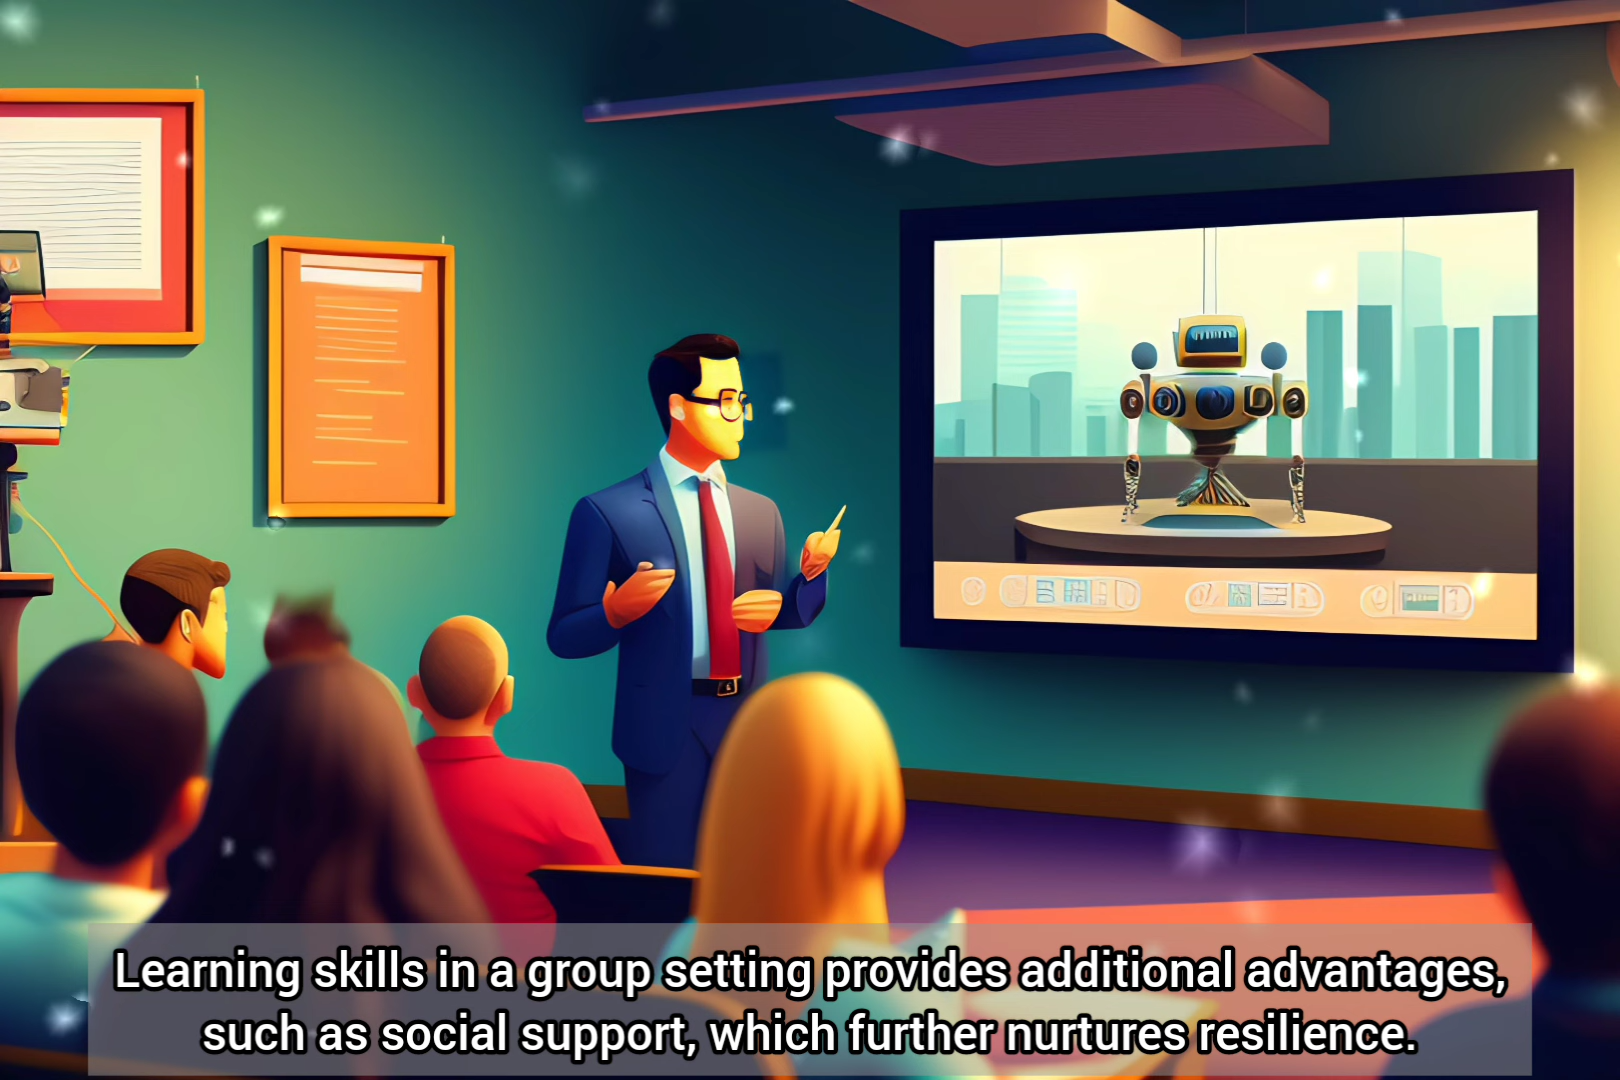 Learning skills in a group setting provides additional advantages,
such as social support, which further nurtures resilience.